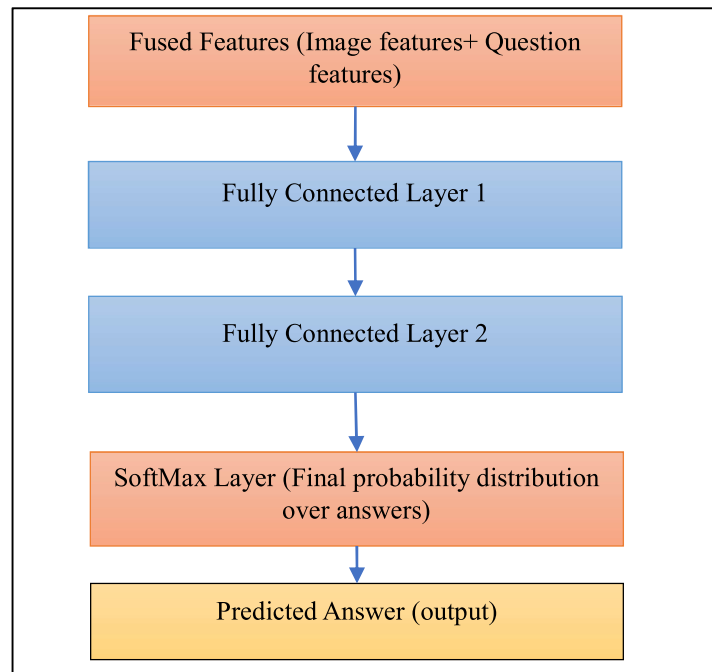 Fused Features (Image features+ Question
features)
Fully Connected Layer 1
Fully Connected Layer 2
SoftMax Layer (Final probability distribution
over answers)
Predicted Answer (output)